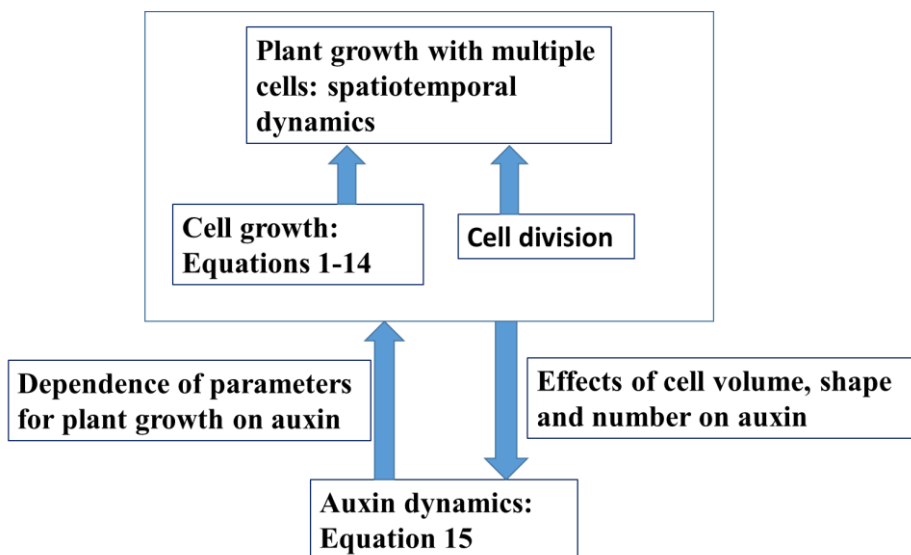 Plant growth with multiple
cells: spatiotemporal
dynamics
Cell growth:
Equations 1-14
Cell division
Dependence of parameters
for plant growth on auxin
Effects of cell volume, shape
and number on auxin
Auxin dynamics:
Equation 15